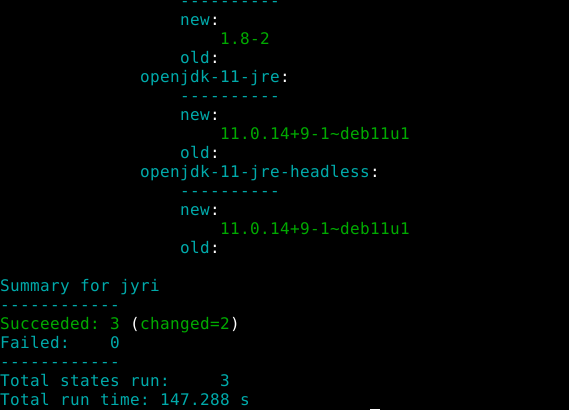 ----------
new:
1.8-2
old:
openjdk-11-jre:
----------
new:
11.0.14+9-1~deb11u1
old:
openjdk-11-jre-headless:
----------
new:
11.0.14+9-1~deb11u1
old:
Summary for jyri
------------
Succeeded: 3 (changed=2)
Failed:    0
------------
Total states run:     3
Total run time: 147.288 s